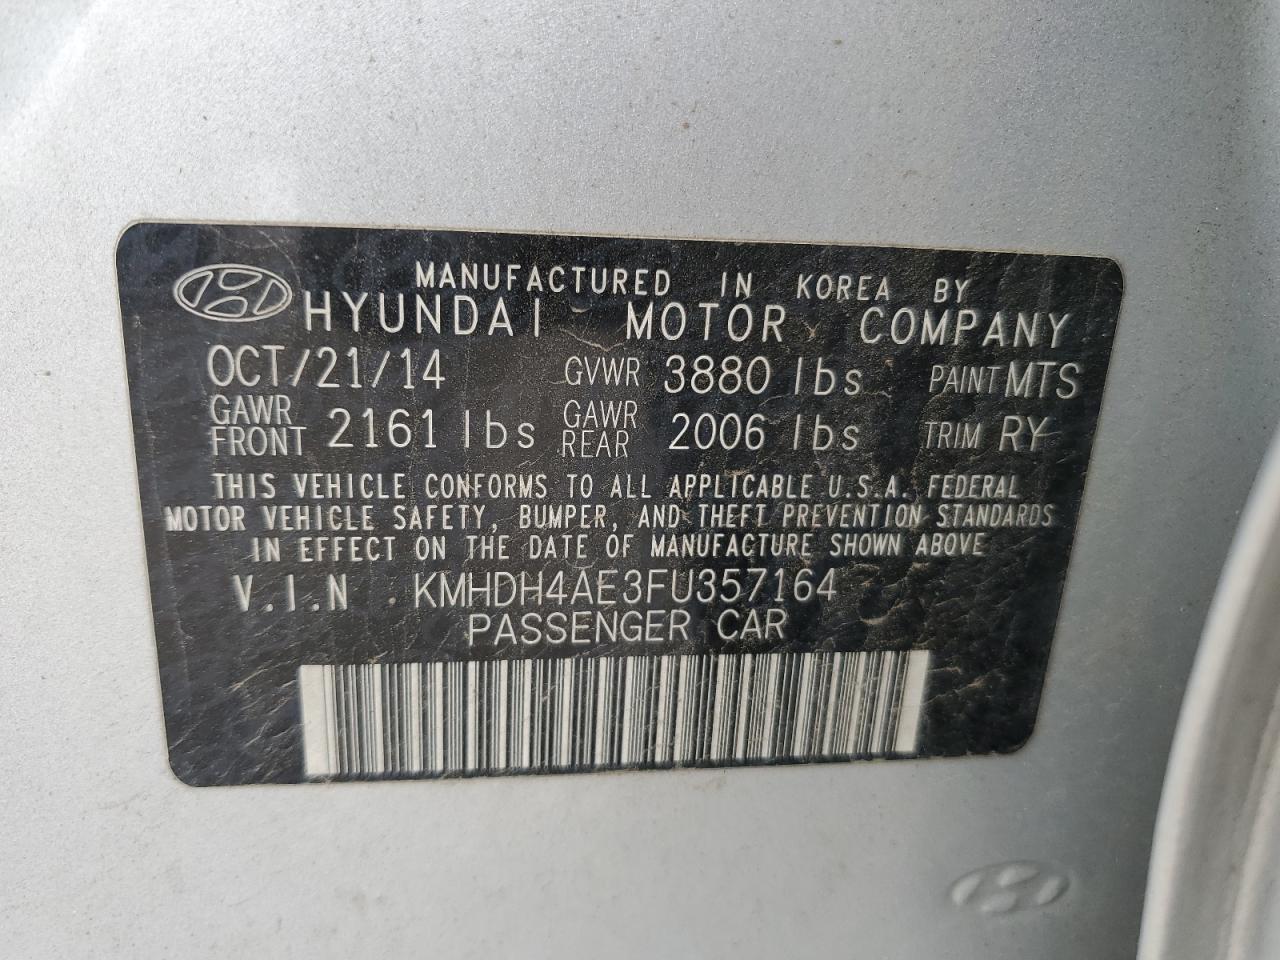 MANUFACTURED IN KOREA BY
HYUNDAI MOTOR COMPANY
OCT/21/14 GVWR 3880 lbs PAINT MTS
GAWR FRONT 2161 lbs GAWR REAR 2006 lbs TRIM RY
THIS VEHICLE CONFORMS TO ALL APPLICABLE U.S.A. FEDERAL
MOTOR VEHICLE SAFETY, BUMPER, AND THEFT PREVENTION STANDARDS
IN EFFECT ON THE DATE OF MANUFACTURE SHOWN ABOVE
V.I.N : KMHDH4AE3FU357164
PASSENGER CAR